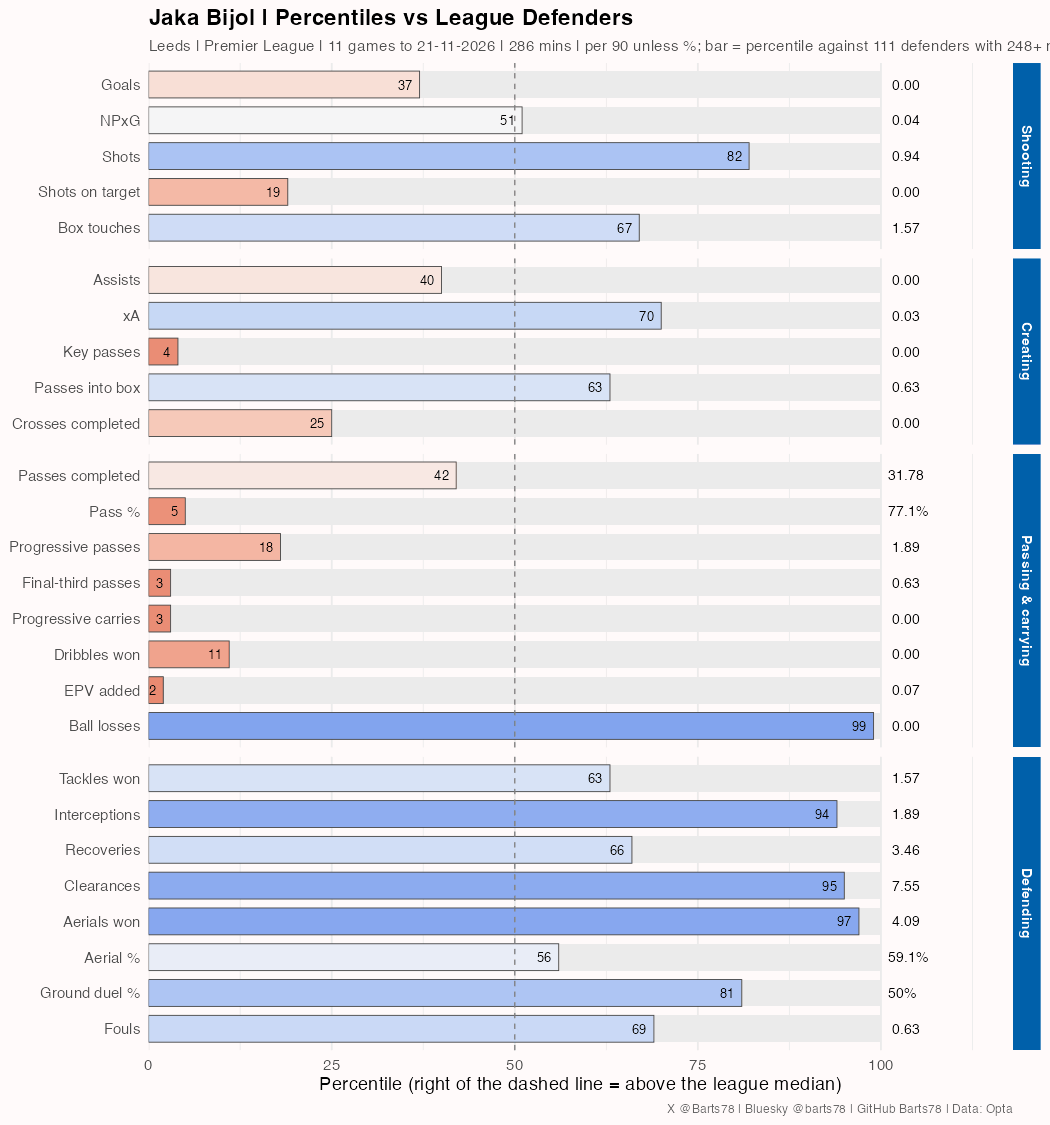 Jaka Bijol | Percentiles vs League Defenders
Leeds | Premier League | 11 games to 21-11-2026 | 286 mins | per 90 unless %; bar = percentile against 111 defenders with 248+
Goals 37 0.00
NPxG 51 0.04
Shots 82 0.94
Shots on target 19 0.00
Box touches 67 1.57
Shooting
Assists 40 0.00
xA 70 0.03
Key passes 4 0.00
Passes into box 63 0.63
Crosses completed 25 0.00
Creating
Passes completed 42 31.78
Pass % 5 77.1%
Progressive passes 18 1.89
Final-third passes 3 0.63
Progressive carries 3 0.00
Dribbles won 11 0.00
EPV added 2 0.07
Ball losses 99 0.00
Passing & carrying
Tackles won 63 1.57
Interceptions 94 1.89
Recoveries 66 3.46
Clearances 95 7.55
Aerials won 97 4.09
Aerial % 56 59.1%
Ground duel % 81 50%
Fouls 69 0.63
Defending
0 25 50 75 100
Percentile (right of the dashed line = above the league median)
X @Barts78 | Bluesky @barts78 | GitHub Barts78 | Data: Opta